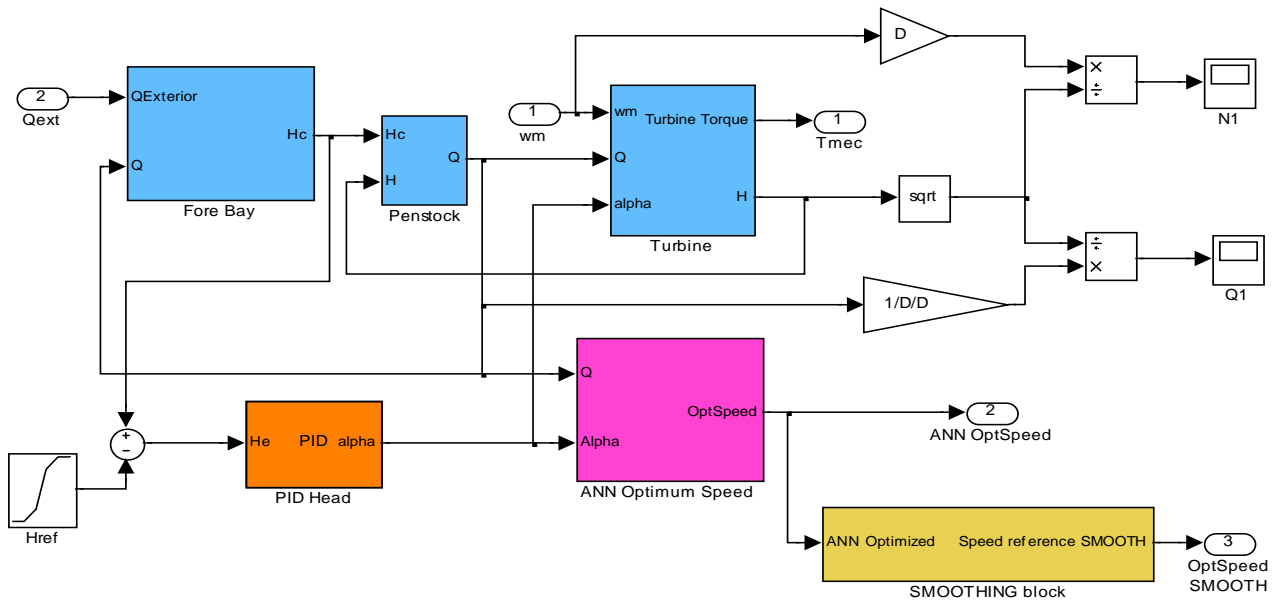 D
×
÷
N1
2
Qext
QExterior
Hc
Q
Fore Bay
Hc
Q
H
Penstock
1
wm
wm
Turbine Torque
Q
alpha
H
Turbine
1
Tmec
sqrt
÷
×
Q1
1/D/D
Q
OptSpeed
Alpha
ANN Optimum Speed
2
ANN OptSpeed
+
−
Href
He
PID
alpha
PID Head
ANN Optimized
Speed reference SMOOTH
SMOOTHING block
3
OptSpeed
SMOOTH